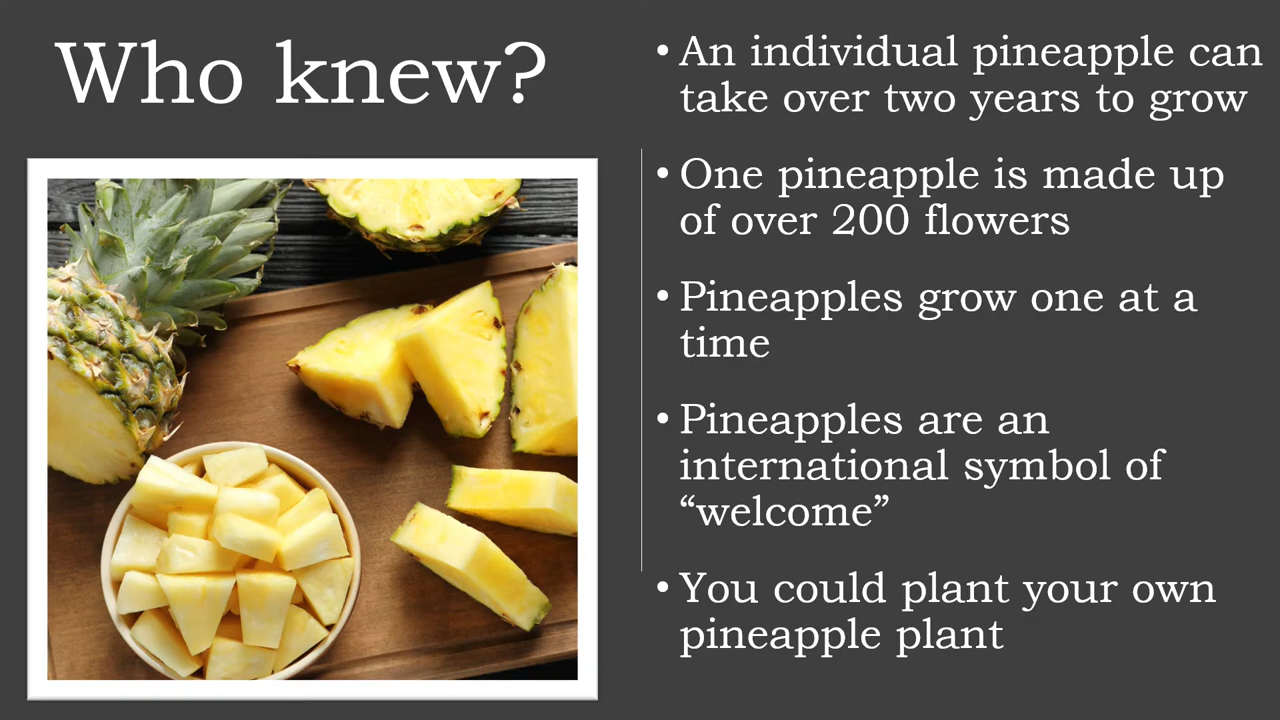 Who knew?
• An individual pineapple can
take over two years to grow
• One pineapple is made up
of over 200 flowers
• Pineapples grow one at a
time
• Pineapples are an
international symbol of
“welcome”
• You could plant your own
pineapple plant